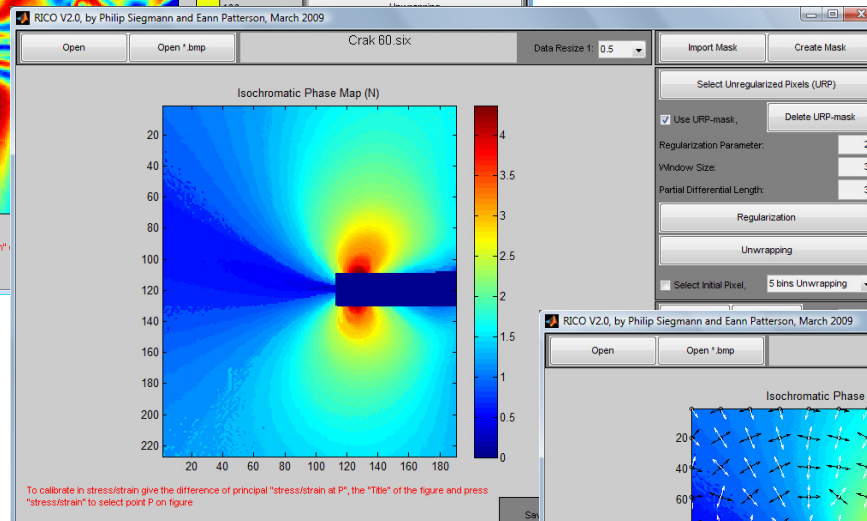 RICO V2.0, by Philip Siegmann and Eann Patterson, March 2009
Open
Open *.bmp
Crak 60.six
Data Resize 1:
0.5
Import Mask
Create Mask
Select Unregularized Pixels (URP)
Use URP-mask,
Delete URP-mask
Regularization Parameter:
2
Window Size:
3
Partial Differential Length:
3
Regularization
Unwrapping
Select Initial Pixel,
5 bins Unwrapping
Isochromatic Phase Map (N)
20
40
60
80
100
120
140
160
180
200
220
20 40 60 80 100 120 140 160 180
4
3.5
3
2.5
2
1.5
1
0.5
0
To calibrate in stress/strain give the difference of principal "stress/strain at P", the "Title" of the figure and press
"stress/strain" to select point P on figure
RICO V2.0, by Philip Siegmann and Eann Patterson, March 2009
Open
Open *.bmp
Isochromatic Phase
20
40
60